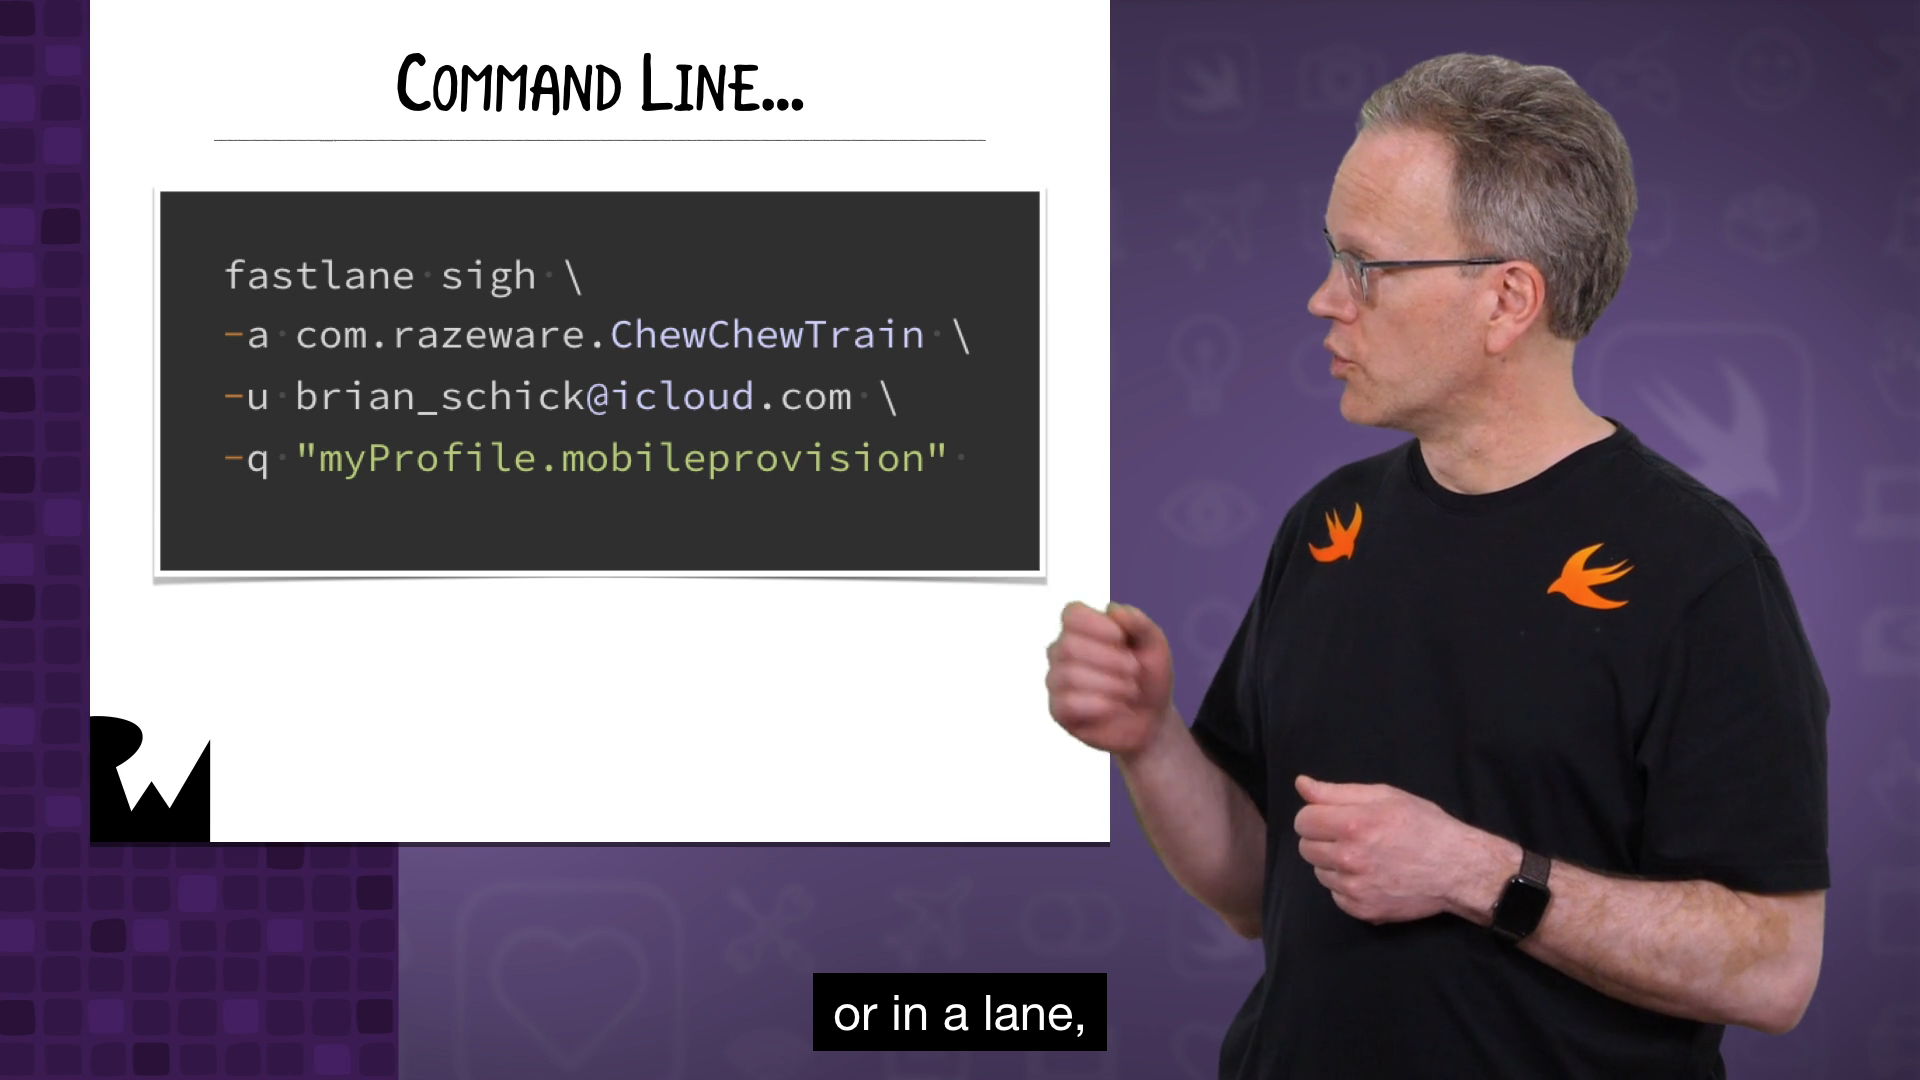 COMMAND LINE...
fastlane sigh \
-a com.razeware.ChewChewTrain \
-u brian_schick@icloud.com \
-q "myProfile.mobileprovision"
RW
or in a lane,